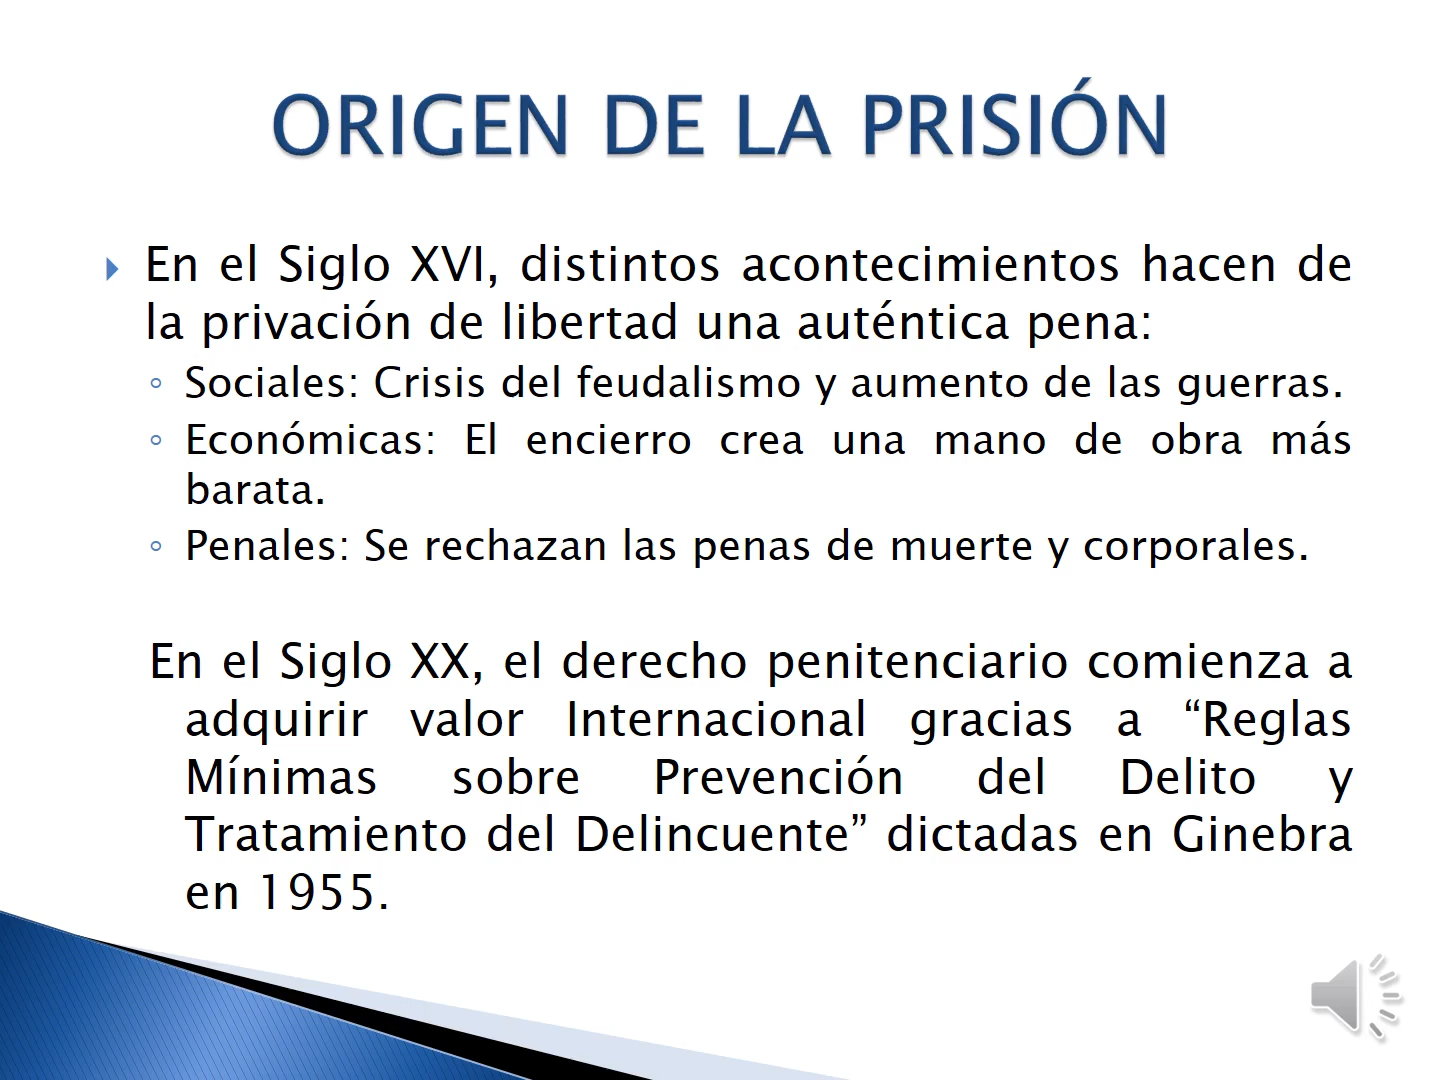 ORIGEN DE LA PRISIÓN
En el Siglo XVI, distintos acontecimientos hacen de
la privación de libertad una auténtica pena:
Sociales: Crisis del feudalismo y aumento de las guerras.
Económicas: El encierro crea una mano de obra más
barata.
Penales: Se rechazan las penas de muerte y corporales.
En el Siglo XX, el derecho penitenciario comienza a
adquirir valor Internacional gracias a “Reglas
Mínimas sobre Prevención del Delito y
Tratamiento del Delincuente” dictadas en Ginebra
en 1955.